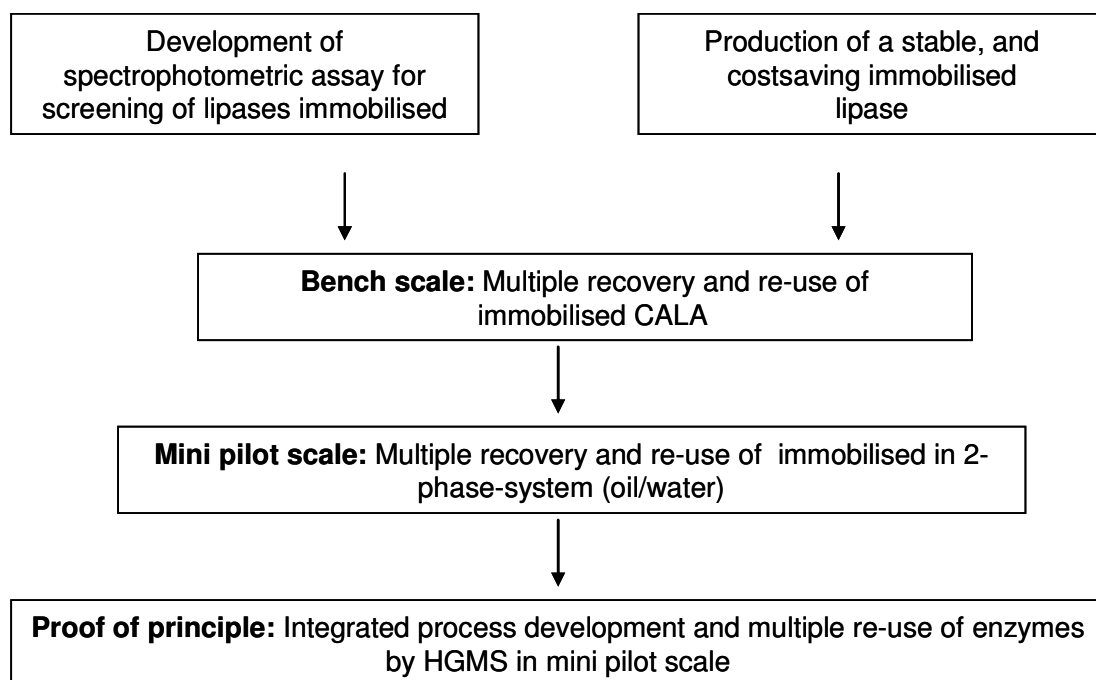 Development of
spectrophotometric assay for
screening of lipases immobilised
Production of a stable, and
costsaving immobilised
lipase
Bench scale: Multiple recovery and re-use of
immobilised CALA
Mini pilot scale: Multiple recovery and re-use of immobilised in 2-
phase-system (oil/water)
Proof of principle: Integrated process development and multiple re-use of enzymes
by HGMS in mini pilot scale